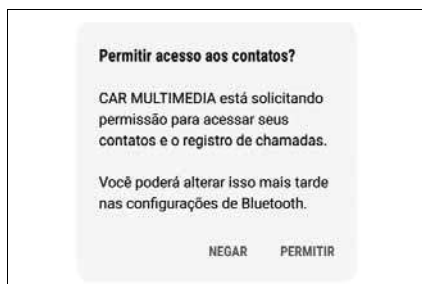 Permitir acesso aos contatos?
CAR MULTIMEDIA está solicitando
permissão para acessar seus
contatos e o registro de chamadas.
Você poderá alterar isso mais tarde
nas configurações de Bluetooth.
NEGAR PERMITIR